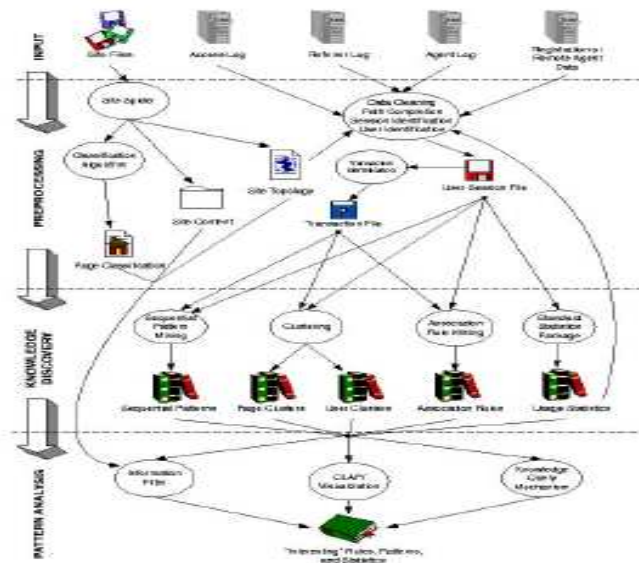 INPUT
Site Files
Access Log
Referrer Log
Agent Log
Registration or
Remote Agent
Data
PREPROCESSING
Site Spider
Data Cleaning
Path Completion
Session Identification
User Identification
Classification
Algorithm
Transaction
Identification
Site Topology
User Session File
Site Content
Transaction File
Page Classification
KNOWLEDGE
DISCOVERY
Sequential
Pattern
Mining
Clustering
Association
Rule Mining
Standard
Statistics
Package
Sequential Patterns
Page Clusters
User Clusters
Association Rules
Usage Statistics
PATTERN ANALYSIS
Information
Filter
OLAP/
Visualization
Knowledge
Query
Mechanism
"Interesting" Rules, Patterns,
and Statistics